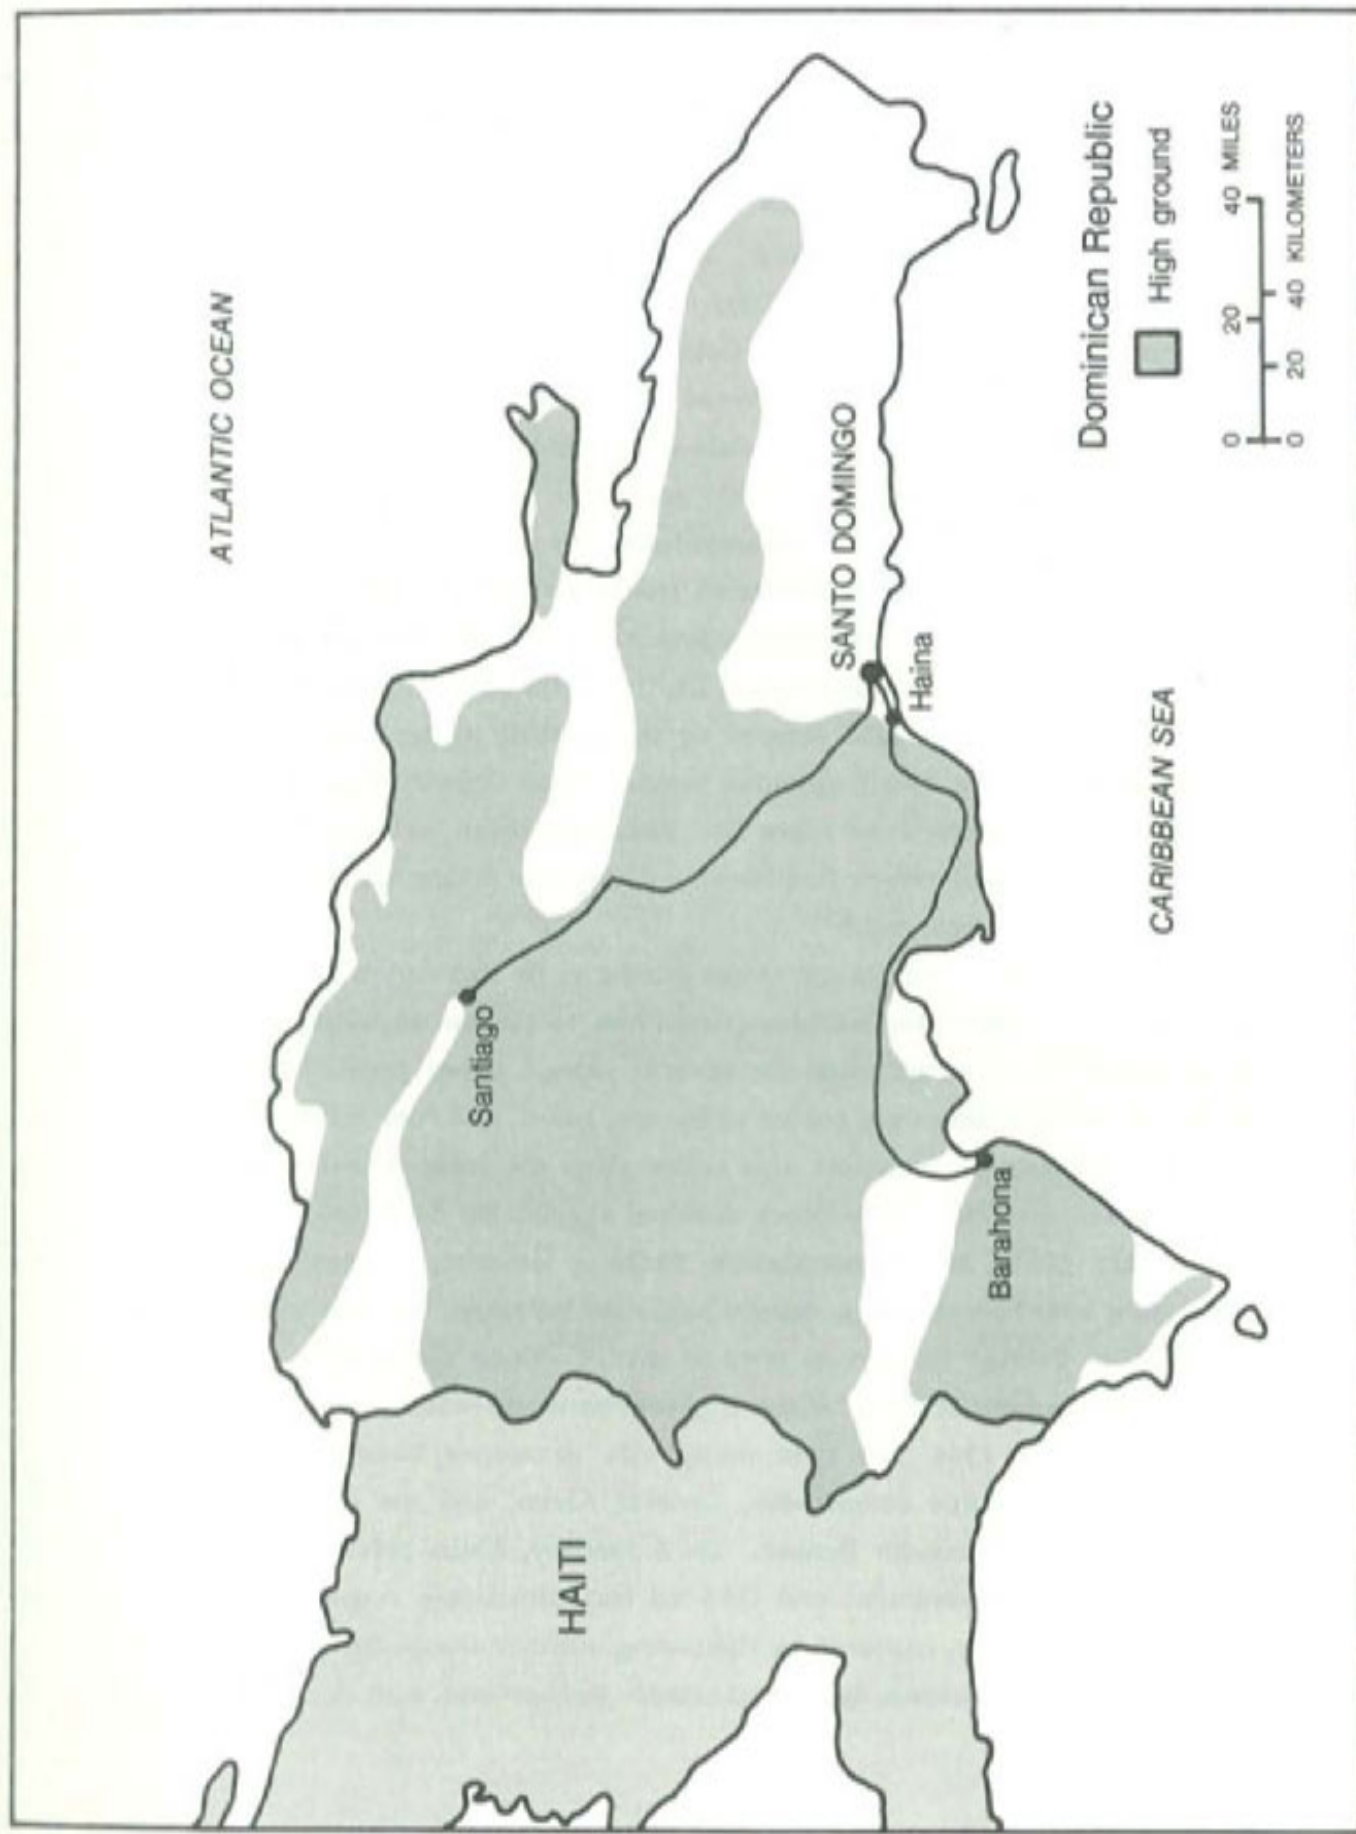 ATLANTIC OCEAN
Santiago
SANTO DOMINGO
Haina
HAITI
Barahona
CARIBBEAN SEA
Dominican Republic
High ground
0 20 40 MILES
0 20 40 KILOMETERS